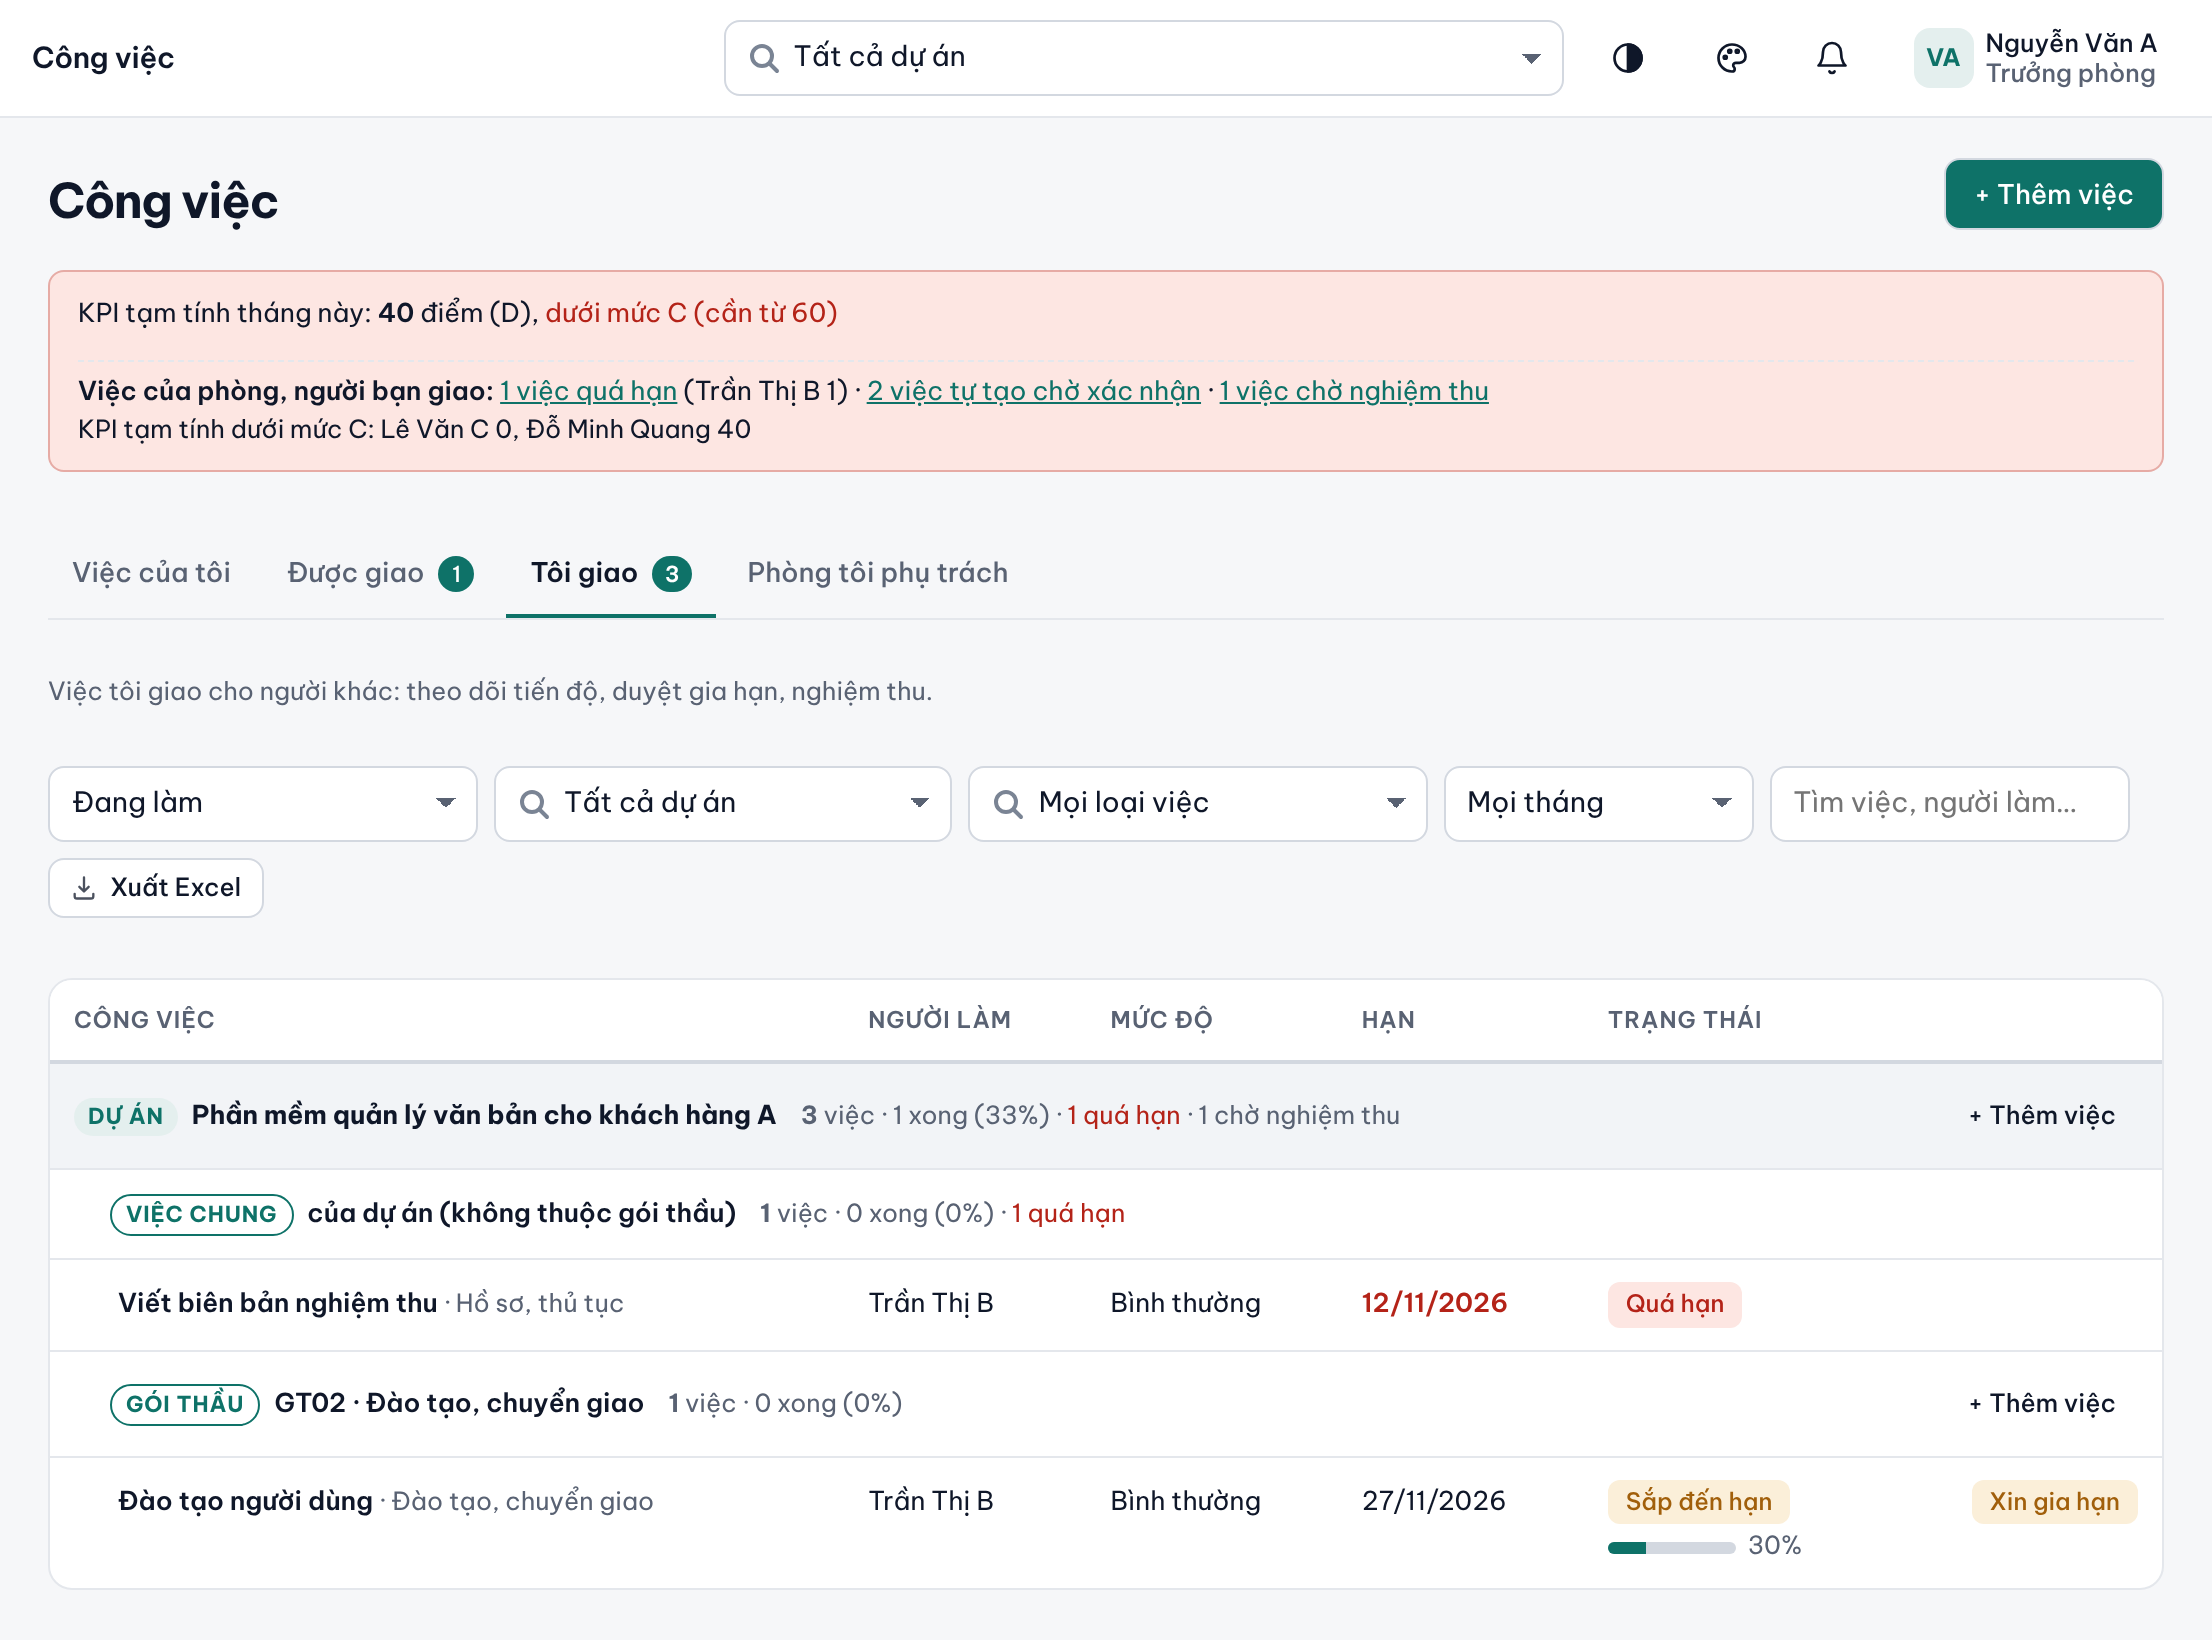 Công việc
Tất cả dự án
VA
Nguyễn Văn A
Trưởng phòng
Công việc
+ Thêm việc
KPI tạm tính tháng này: 40 điểm (D), dưới mức C (cần từ 60)
Việc của phòng, người bạn giao: 1 việc quá hạn (Trần Thị B 1) · 2 việc tự tạo chờ xác nhận · 1 việc chờ nghiệm thu
KPI tạm tính dưới mức C: Lê Văn C 0, Đỗ Minh Quang 40
Việc của tôi Được giao 1 Tôi giao 3 Phòng tôi phụ trách
Việc tôi giao cho người khác: theo dõi tiến độ, duyệt gia hạn, nghiệm thu.
Đang làm Tất cả dự án Mọi loại việc Mọi tháng Tìm việc, người làm...
Xuất Excel
CÔNG VIỆC NGƯỜI LÀM MỨC ĐỘ HẠN TRẠNG THÁI
DỰ ÁN Phần mềm quản lý văn bản cho khách hàng A 3 việc · 1 xong (33%) · 1 quá hạn · 1 chờ nghiệm thu + Thêm việc
VIỆC CHUNG của dự án (không thuộc gói thầu) 1 việc · 0 xong (0%) · 1 quá hạn
Viết biên bản nghiệm thu · Hồ sơ, thủ tục Trần Thị B Bình thường 12/11/2026 Quá hạn
GÓI THẦU GT02 · Đào tạo, chuyển giao 1 việc · 0 xong (0%) + Thêm việc
Đào tạo người dùng · Đào tạo, chuyển giao Trần Thị B Bình thường 27/11/2026 Sắp đến hạn Xin gia hạn
30%